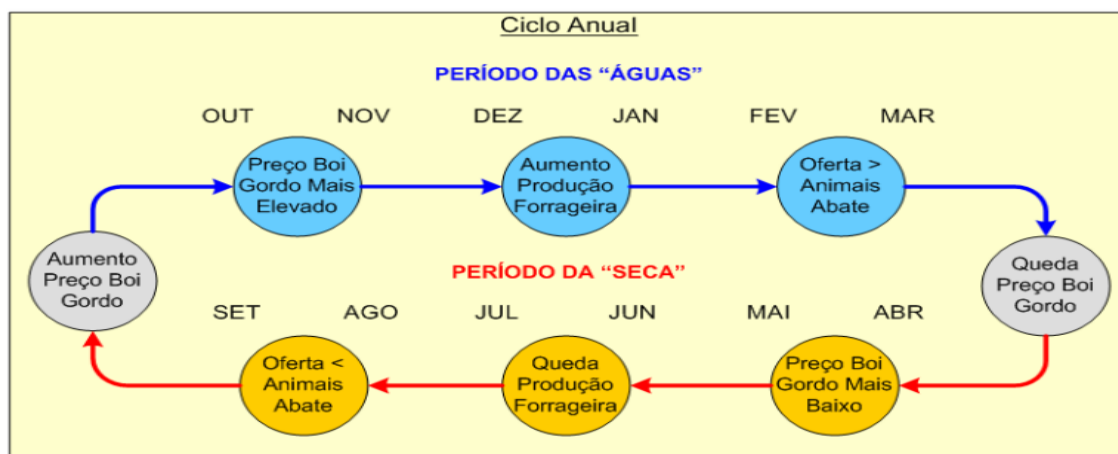 Ciclo Anual
PERÍODO DAS “ÁGUAS”
OUT NOV DEZ JAN FEV MAR
Preço Boi
Gordo Mais
Elevado
Aumento
Produção
Forrageira
Oferta >
Animais
Abate
Aumento
Preço Boi
Gordo
Queda
Preço Boi
Gordo
PERÍODO DA “SECA”
SET AGO JUL JUN MAI ABR
Oferta <
Animais
Abate
Queda
Produção
Forrageira
Preço Boi
Gordo Mais
Baixo